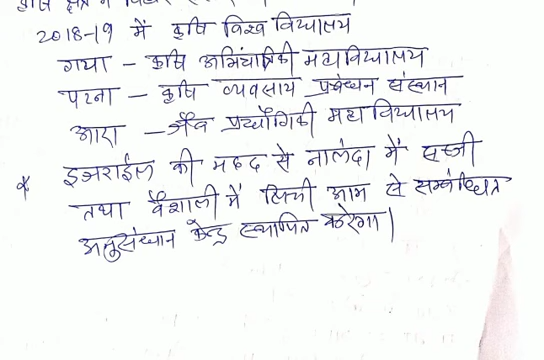 2018-19 में कृषि विश्व विद्यालय
गया - कृषि अभियांत्रिकी महाविद्यालय
पटना - कृषि व्यवसाय प्रबंधन संस्थान
आरा - जैव प्रद्यौगिकी महाविद्यालय
* इजराईल की मदद से नालंदा में सब्जी
तथा वैशाली में लिची आम से सम्बंधित
अनुसंधान केन्द्र स्थापित करेगा।